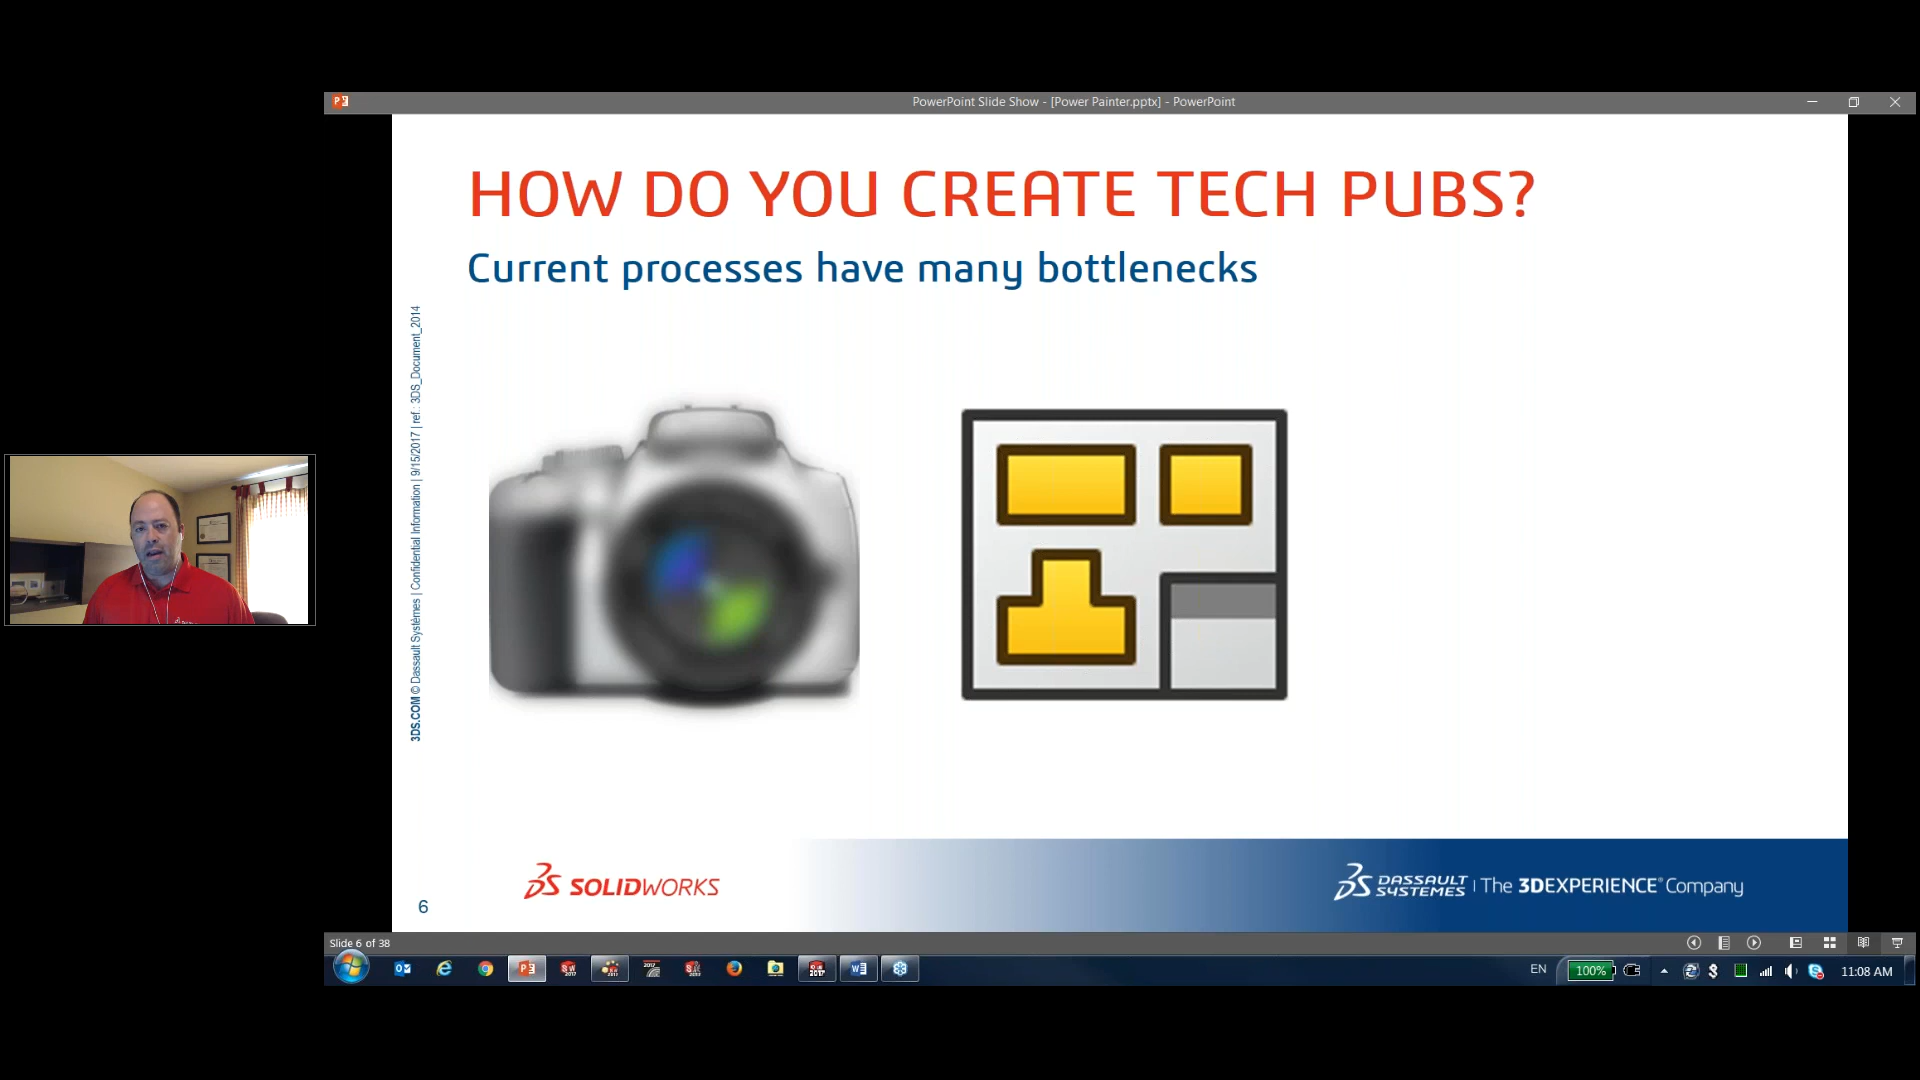 PowerPoint Slide Show - [Power Painter.pptx] - PowerPoint
HOW DO YOU CREATE TECH PUBS?
Current processes have many bottlenecks
3DS.COM © Dassault Systèmes | Confidential Information | 9/15/2017 | ref.: 3DS_Document_2014
SOLIDWORKS
DASSAULT SYSTEMES | The 3DEXPERIENCE® Company
6
Slide 6 of 38
EN
100%
11:08 AM